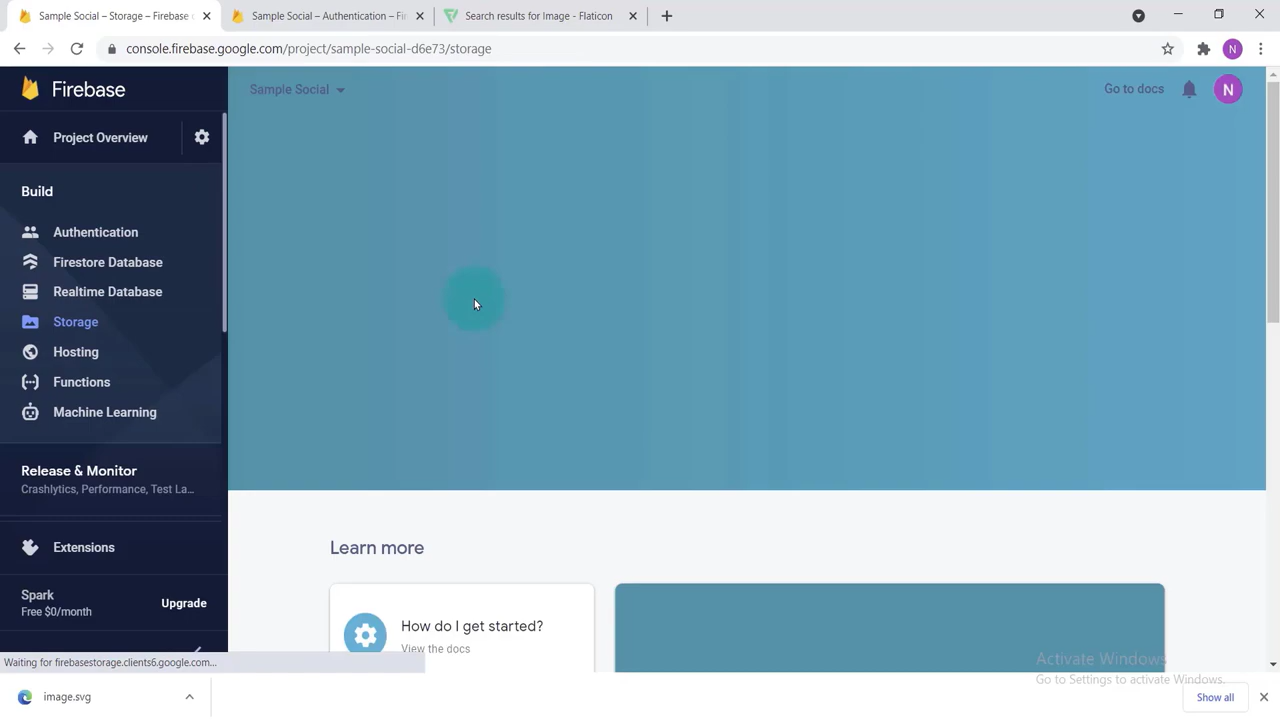 Sample Social – Storage – Firebase
Sample Social – Authentication – Fi
Search results for Image - Flaticon
console.firebase.google.com/project/sample-social-d6e73/storage
N
Firebase
Sample Social
Go to docs
N
Project Overview
Build
Authentication
Firestore Database
Realtime Database
Storage
Hosting
Functions
Machine Learning
Release & Monitor
Crashlytics, Performance, Test La...
Extensions
Spark
Free $0/month
Upgrade
Learn more
How do I get started?
View the docs
Waiting for firebasestorage.clients6.google.com...
Activate Windows
Go to Settings to activate Windows.
image.svg
Show all